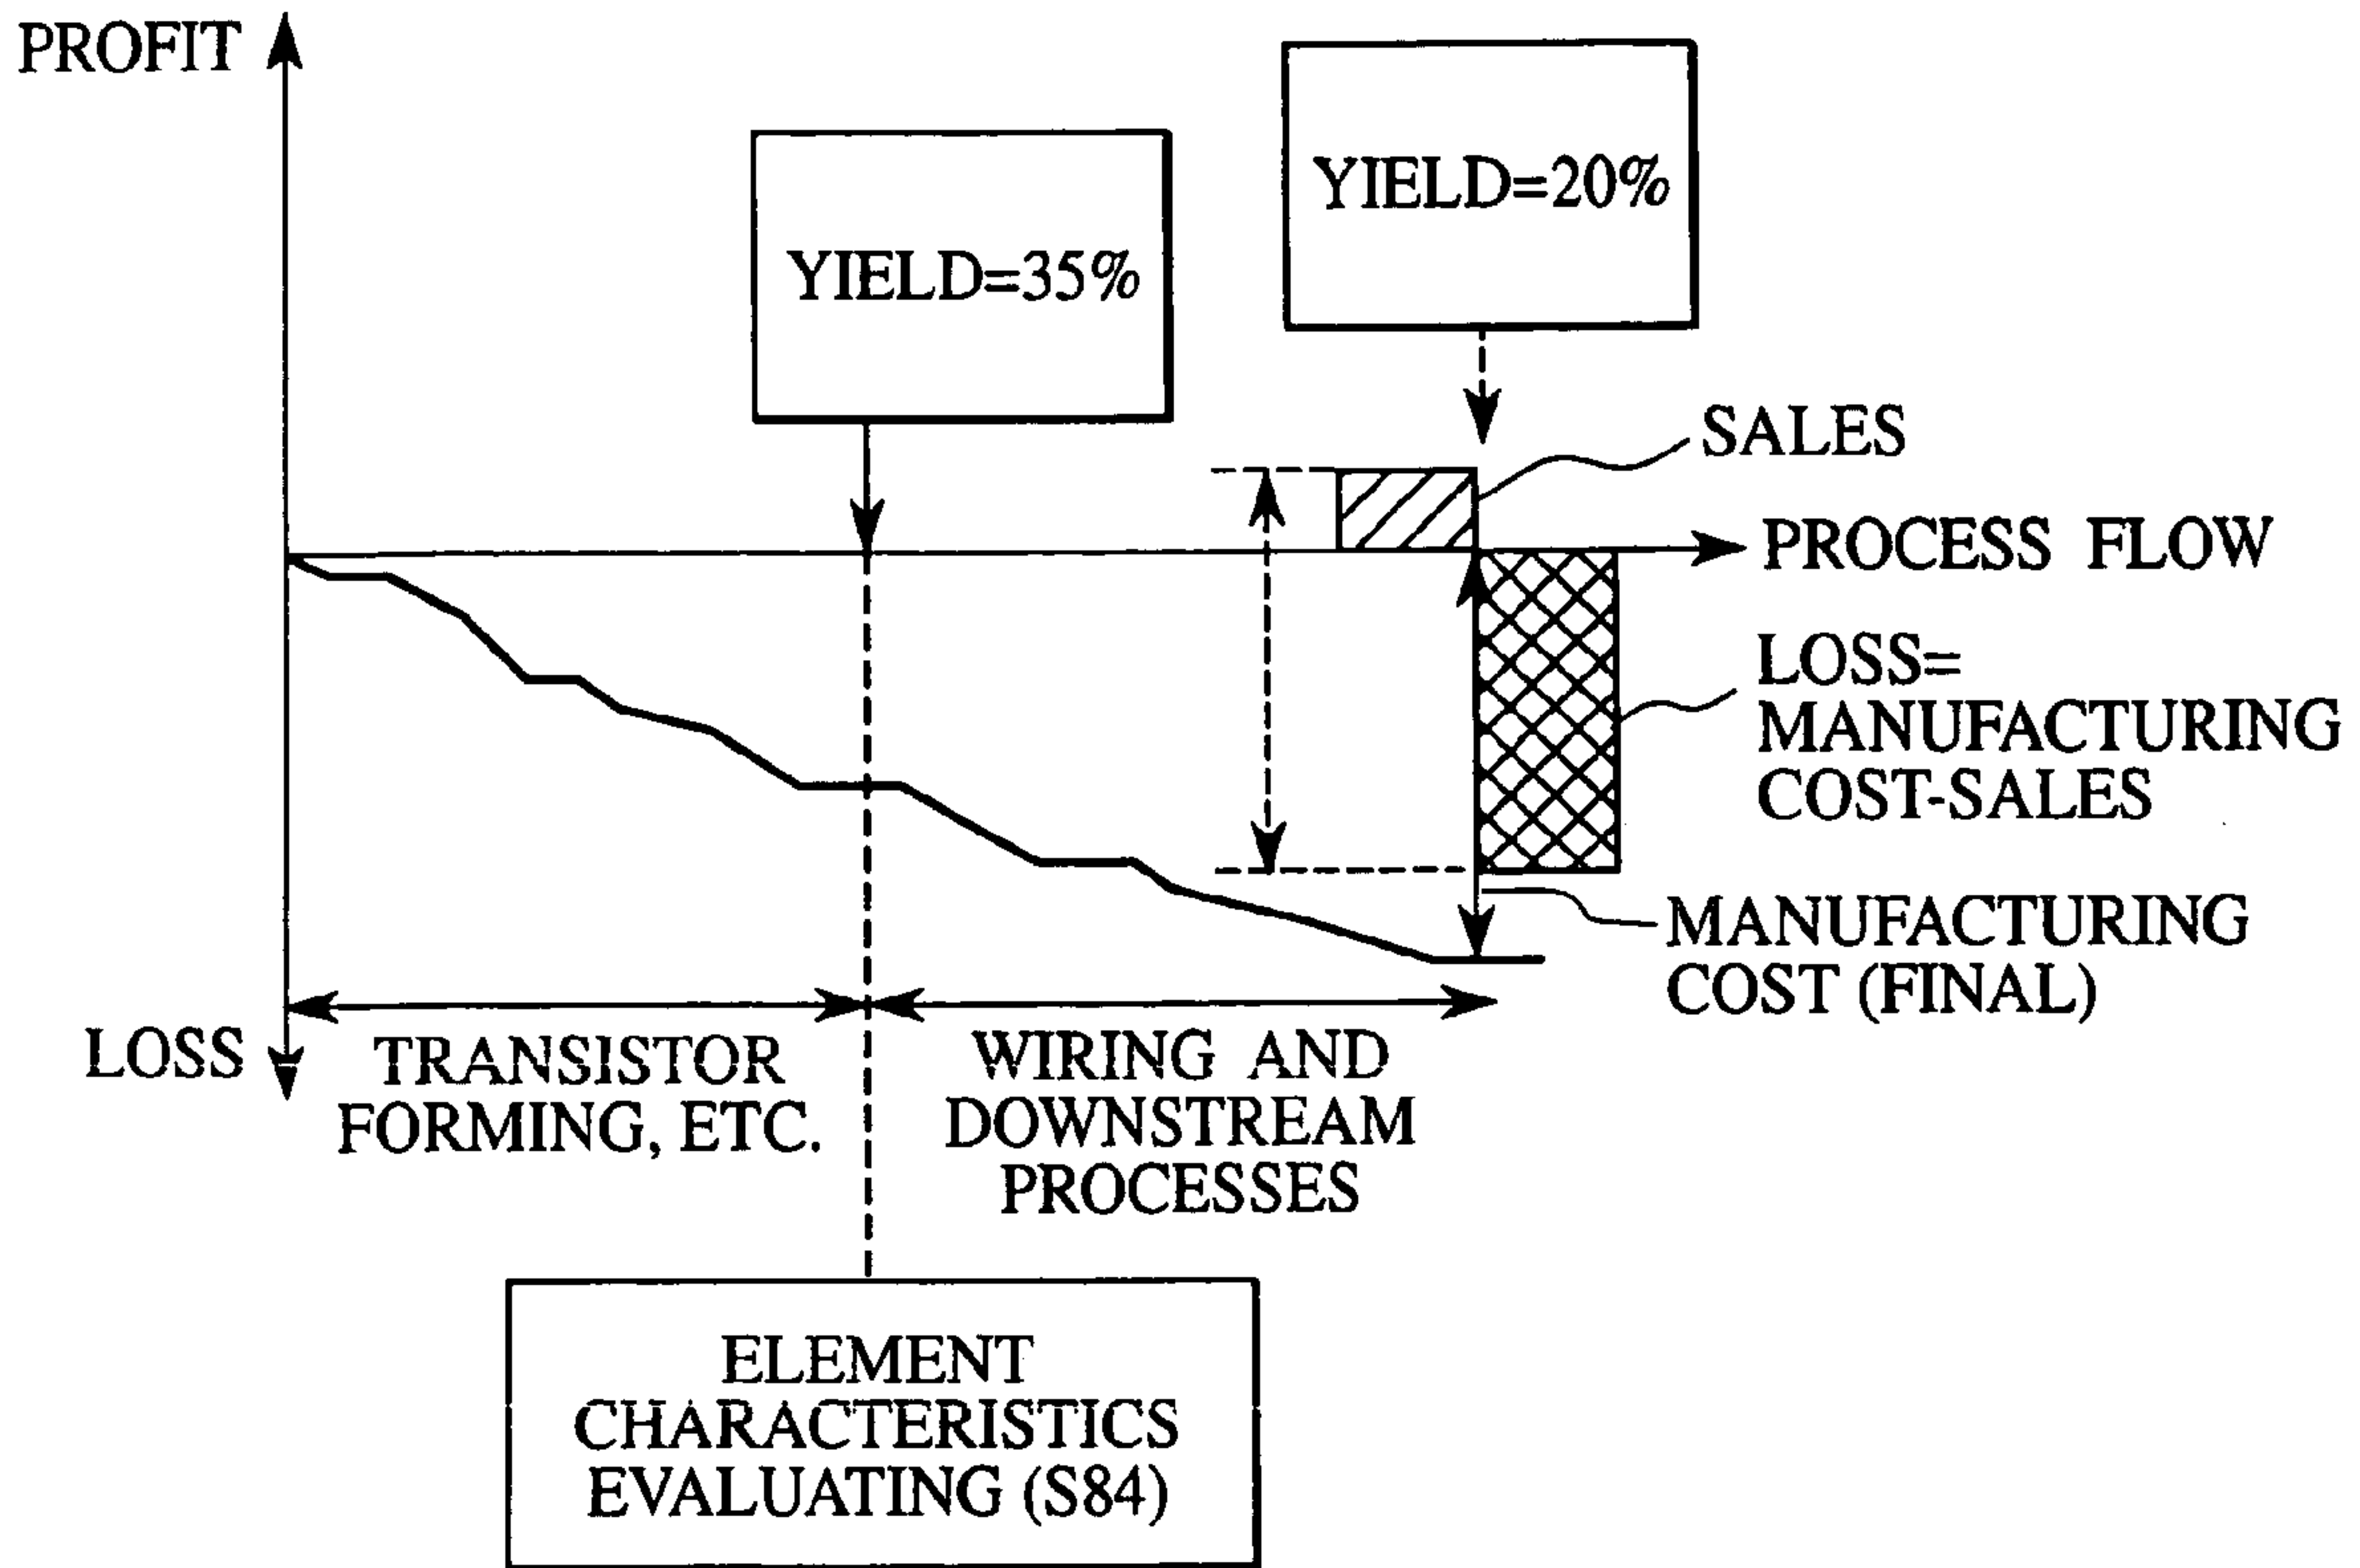 PROFIT
YIELD=35%
YIELD=20%
SALES
PROCESS FLOW
LOSS=
MANUFACTURING
COST-SALES
MANUFACTURING
COST (FINAL)
LOSS
TRANSISTOR
FORMING, ETC.
WIRING AND
DOWNSTREAM
PROCESSES
ELEMENT
CHARACTERISTICS
EVALUATING (S84)